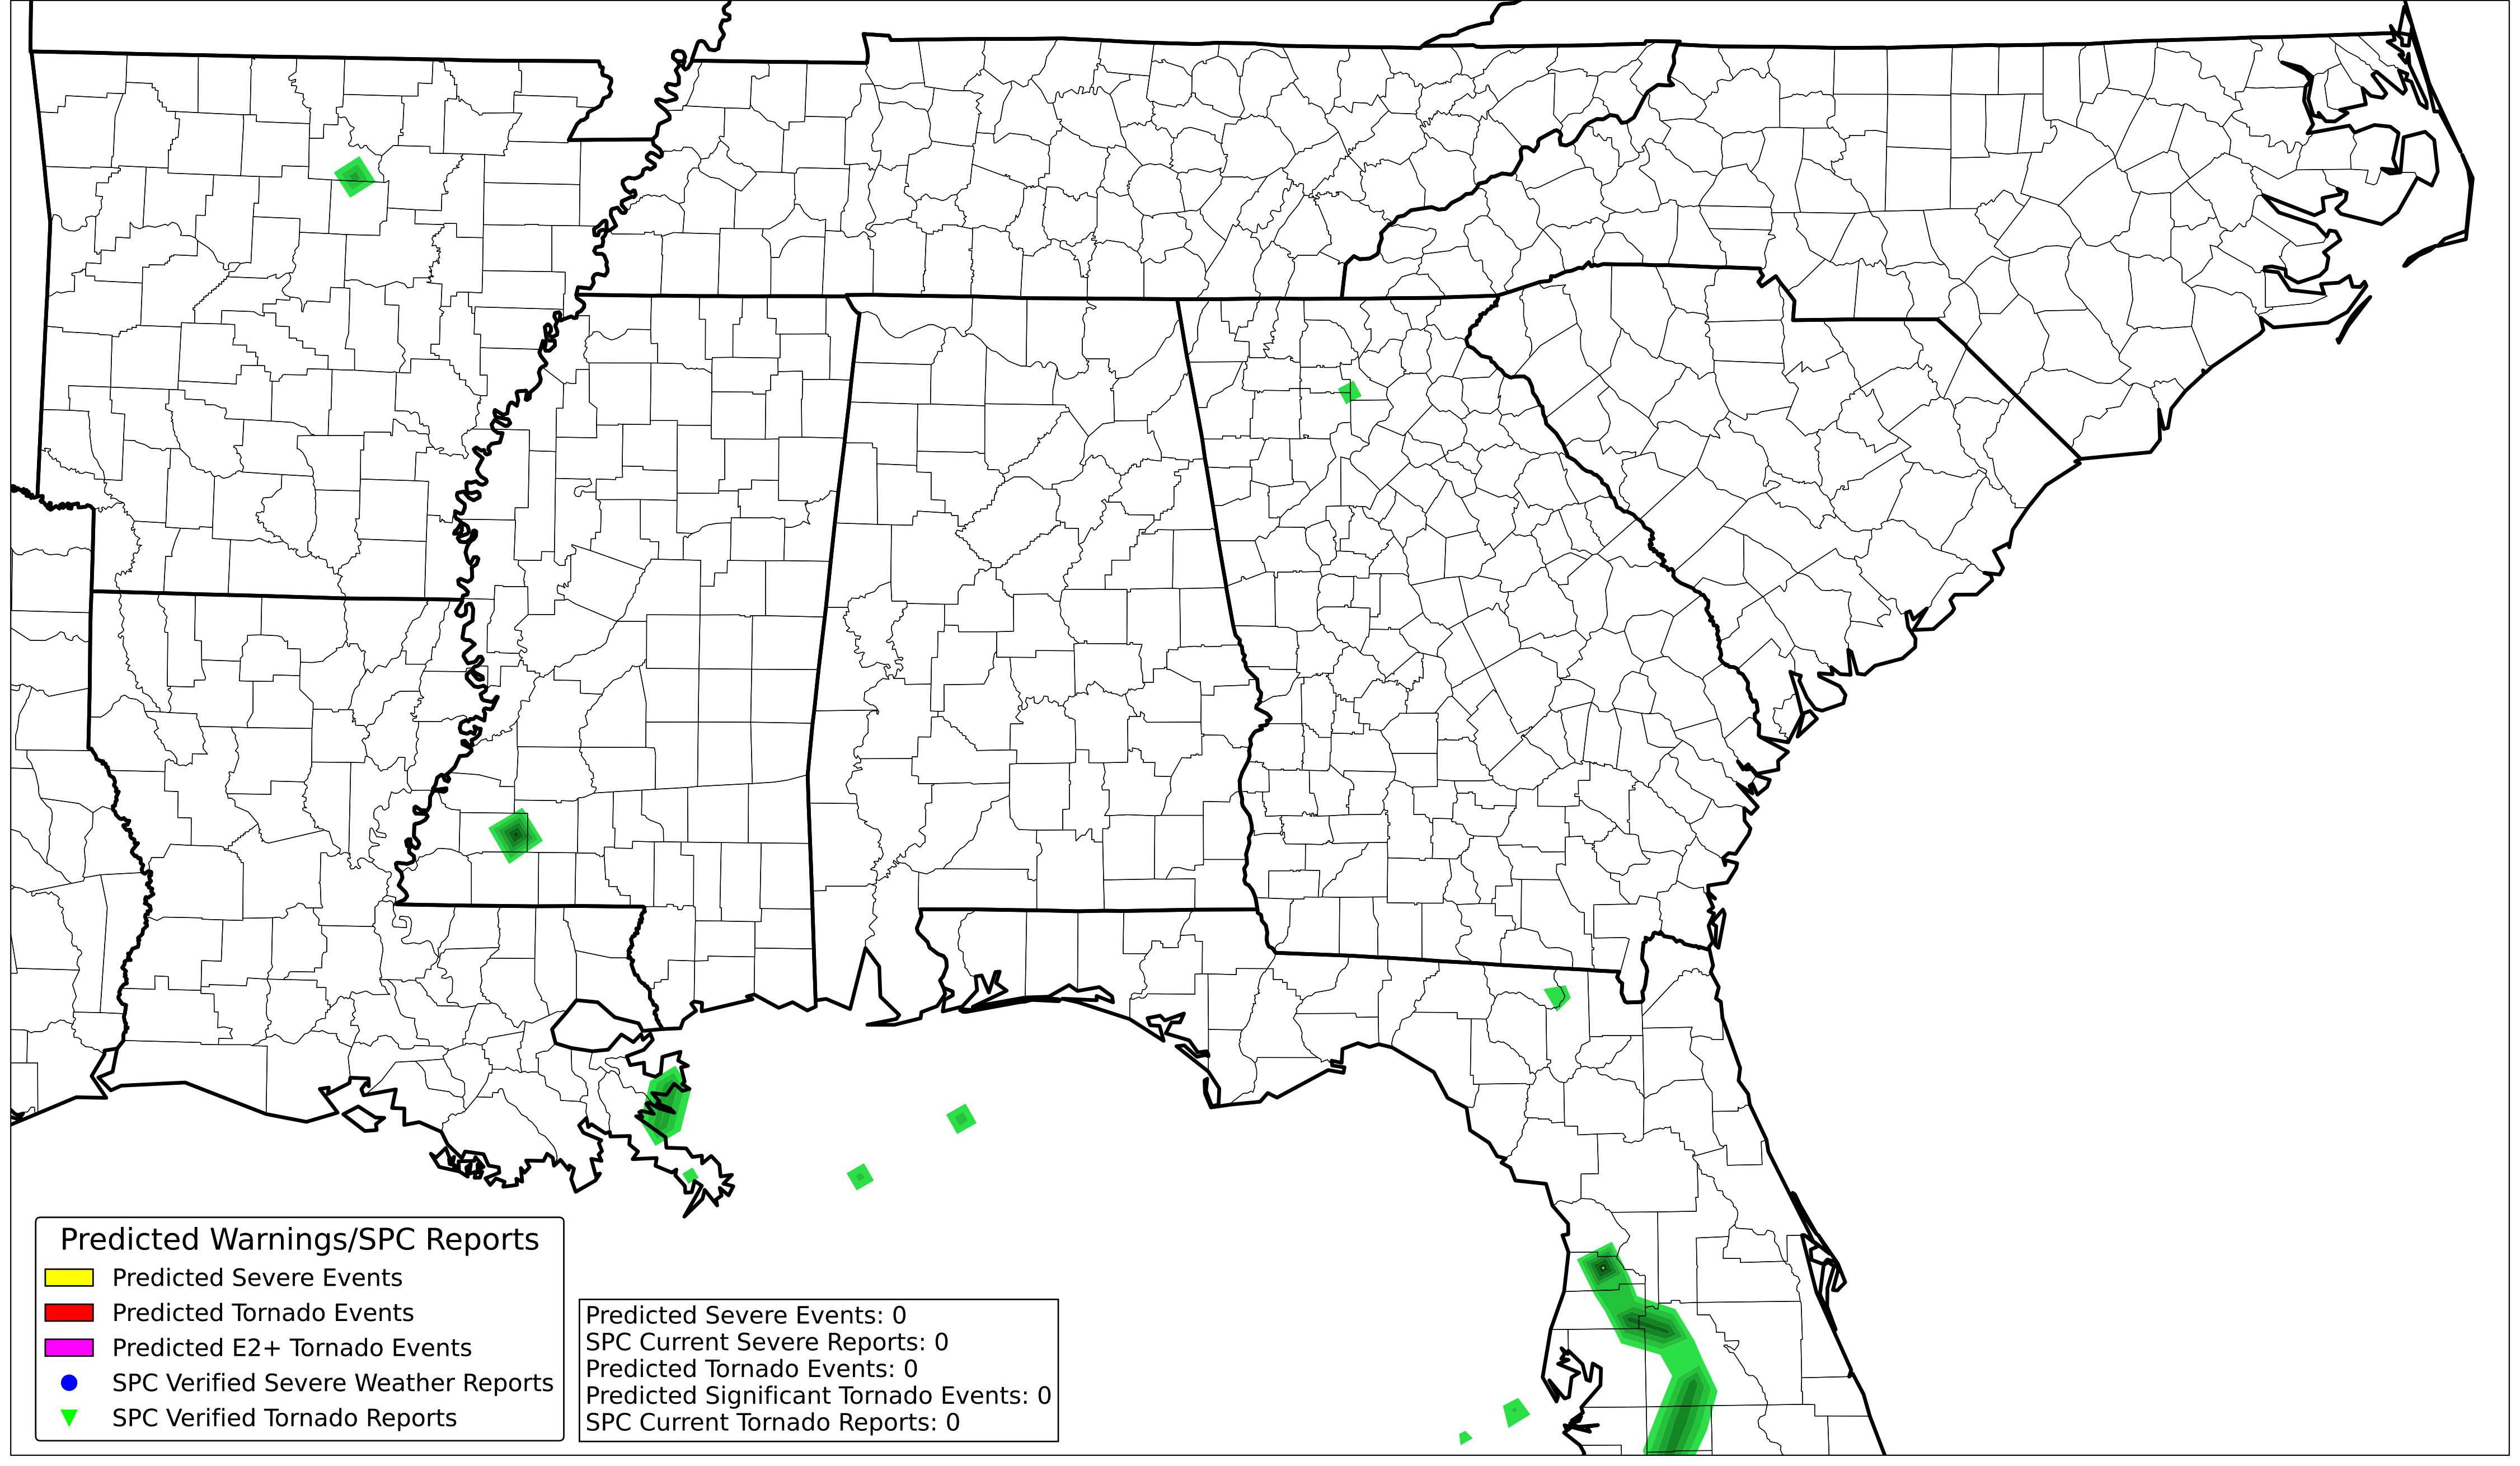 Predicted Warnings/SPC Reports
Predicted Severe Events
Predicted Tornado Events
Predicted E2+ Tornado Events
SPC Verified Severe Weather Reports
SPC Verified Tornado Reports
Predicted Severe Events: 0
SPC Current Severe Reports: 0
Predicted Tornado Events: 0
Predicted Significant Tornado Events: 0
SPC Current Tornado Reports: 0